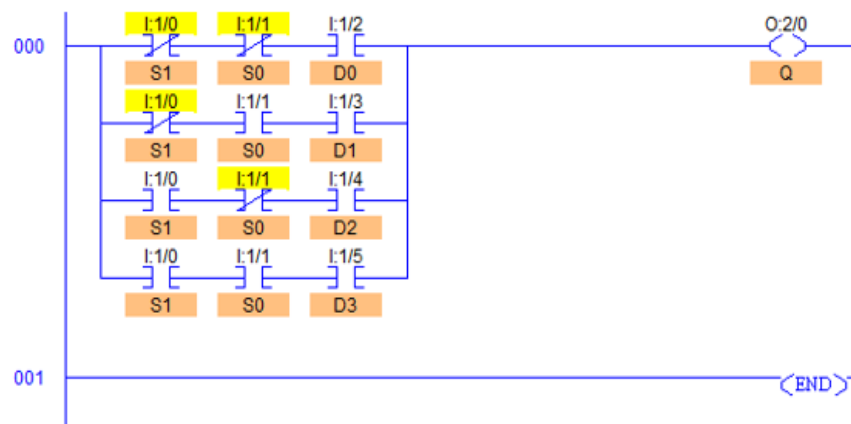 I:1/0 I:1/1 I:1/2 O:2/0
000
S1 S0 D0 Q
I:1/0 I:1/1 I:1/3
S1 S0 D1
I:1/0 I:1/1 I:1/4
S1 S0 D2
I:1/0 I:1/1 I:1/5
S1 S0 D3
001 END